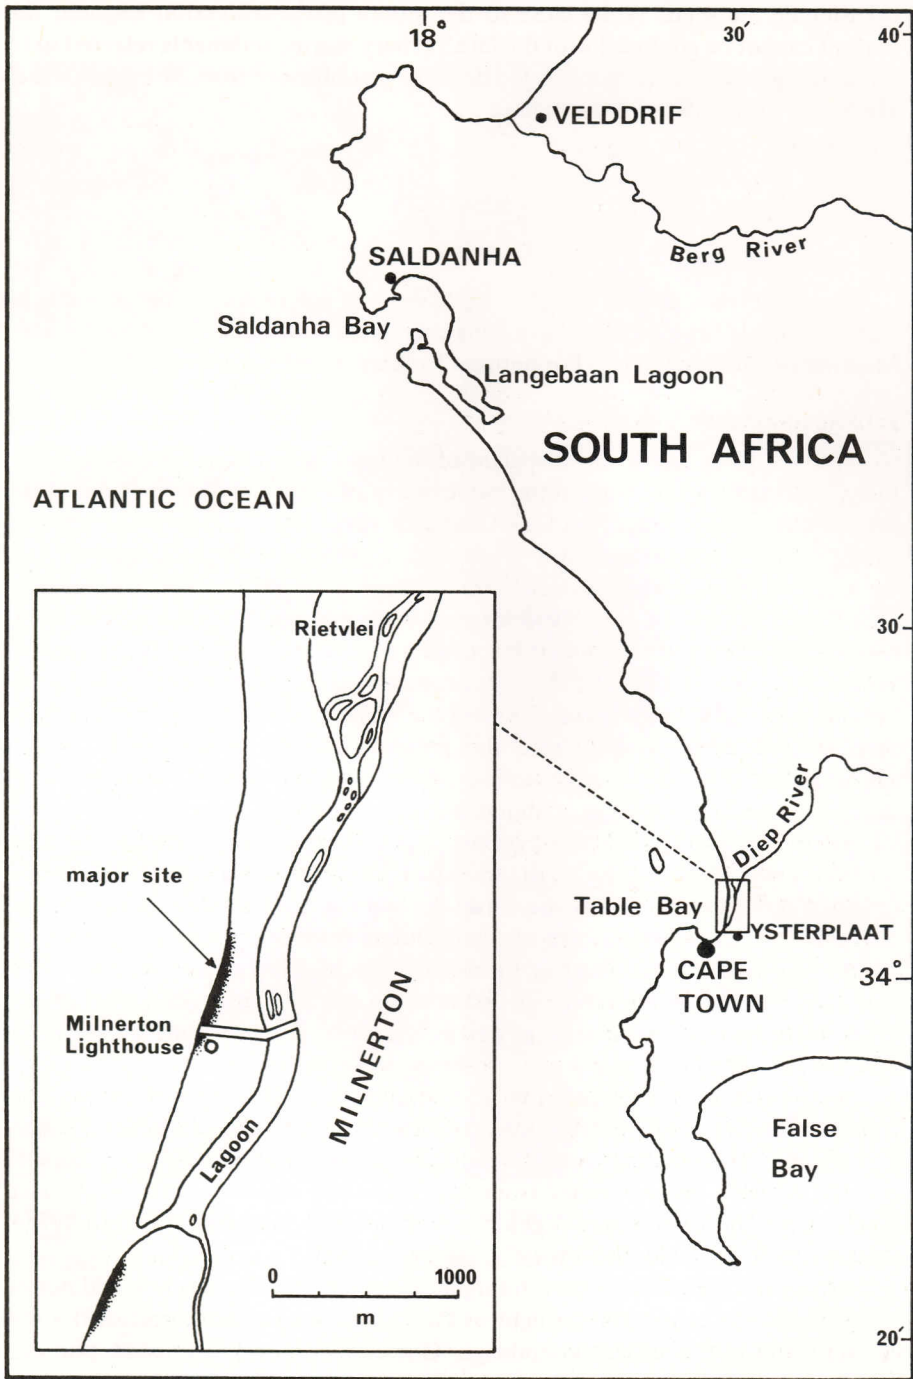 18°
30′
40′
VELDDRIF
Berg River
SALDANHA
Saldanha Bay
Langebaan Lagoon
SOUTH AFRICA
ATLANTIC OCEAN
Rietvlei
30′
Diep River
major site
Table Bay
YSTERPLAAT
CAPE
TOWN
34°
Milnerton
Lighthouse
MILNERTON
Lagoon
False
Bay
0 1000
m
20′